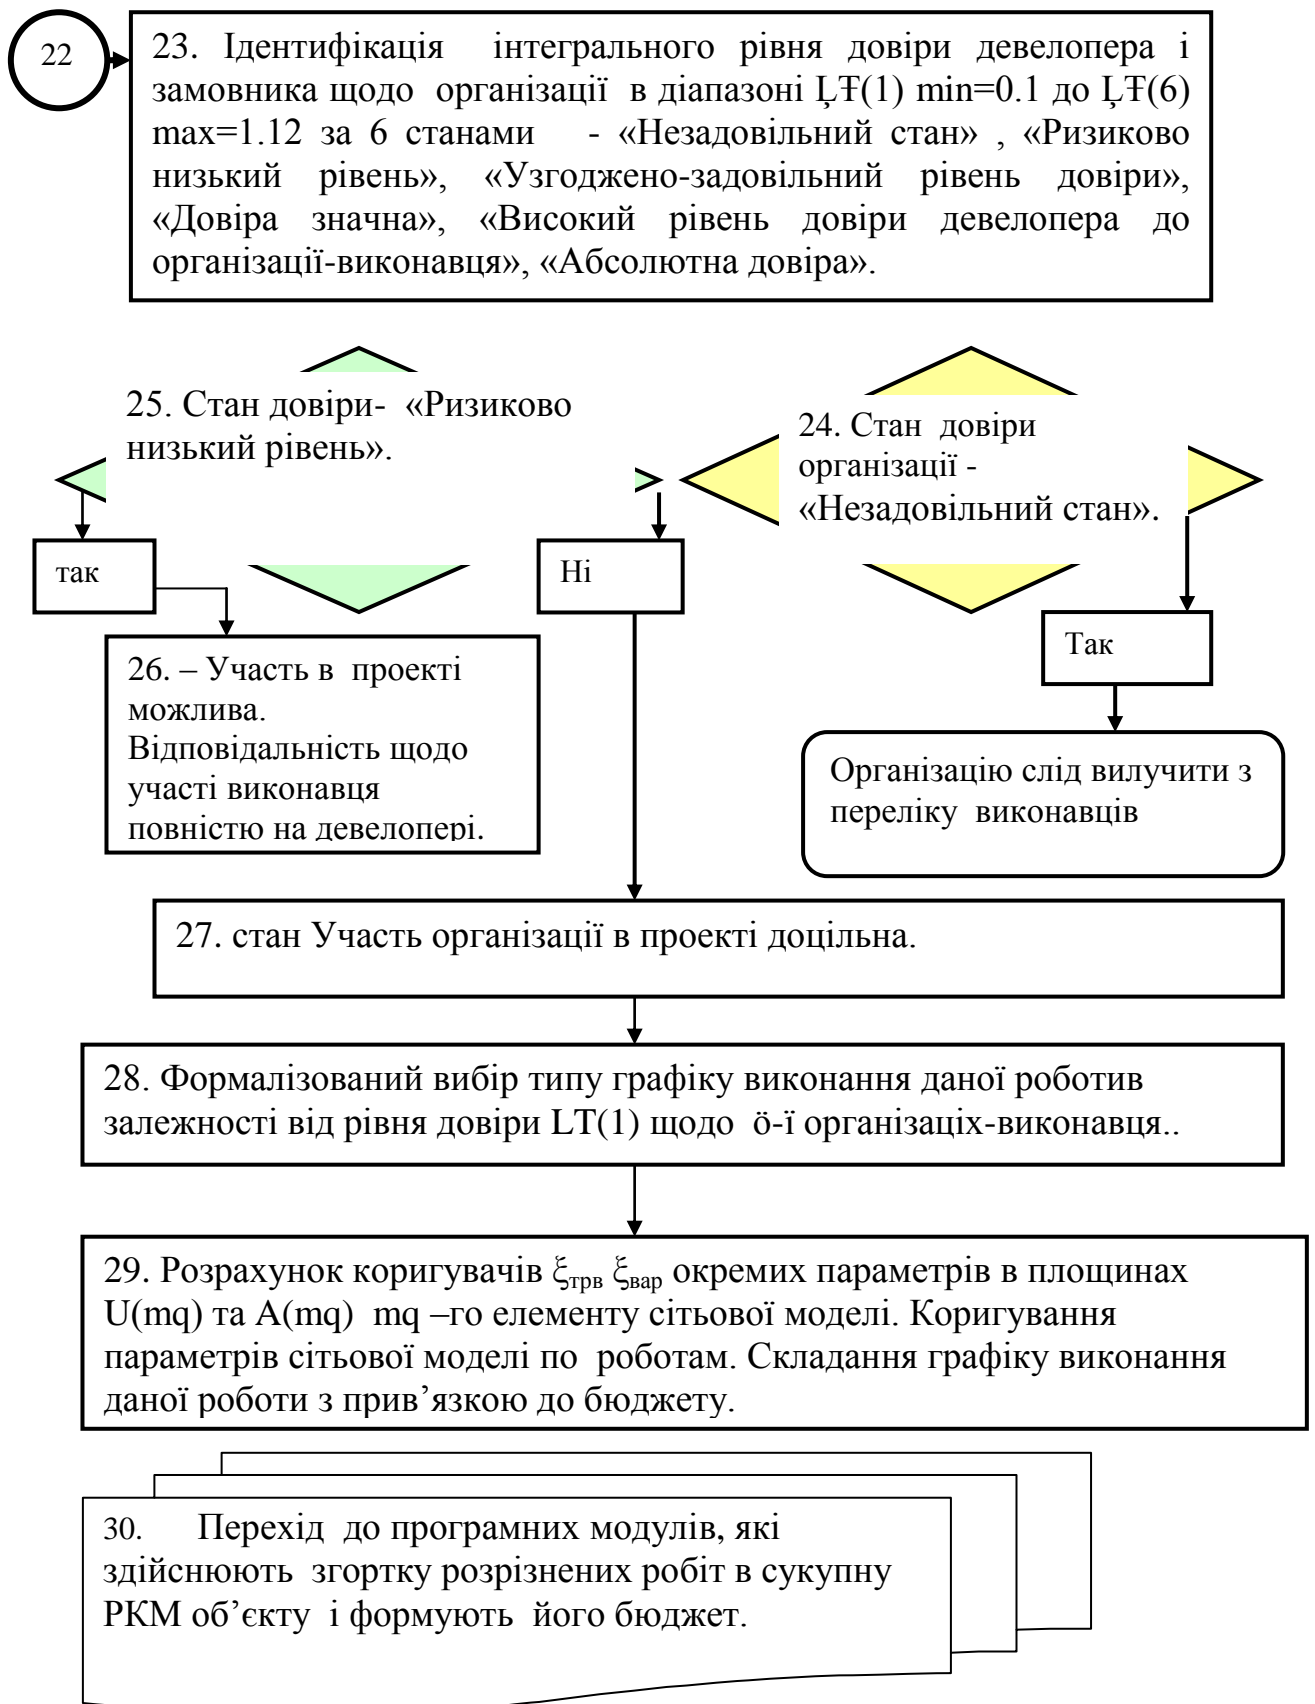 22
23. Ідентифікація інтегрального рівня довіри девелопера і
замовника щодо організації в діапазоні ĻŦ(1) min=0.1 до ĻŦ(6)
max=1.12 за 6 станами - «Незадовільний стан» , «Ризиково
низький рівень», «Узгоджено-задовільний рівень довіри»,
«Довіра значна», «Високий рівень довіри девелопера до
організації-виконавця», «Абсолютна довіра».
25. Стан довіри- «Ризиково
низький рівень».
24. Стан довіри
організації -
«Незадовільний стан».
так
Ні
Так
26. – Участь в проекті
можлива.
Відповідальність щодо
участі виконавця
повністю на девелопері.
Організацію слід вилучити з
переліку виконавців
27. стан Участь організації в проекті доцільна.
28. Формалізований вибір типу графіку виконання даної роботив
залежності від рівня довіри LT(1) щодо ö-ї організаціх-виконавця..
29. Розрахунок коригувачів ξтрв ξвар окремих параметрів в площинах
U(mq) та A(mq) mq –го елементу сітьової моделі. Коригування
параметрів сітьової моделі по роботам. Складання графіку виконання
даної роботи з прив’язкою до бюджету.
30. Перехід до програмних модулів, які
здійснюють згортку розрізнених робіт в сукупну
РКМ об’єкту і формують його бюджет.